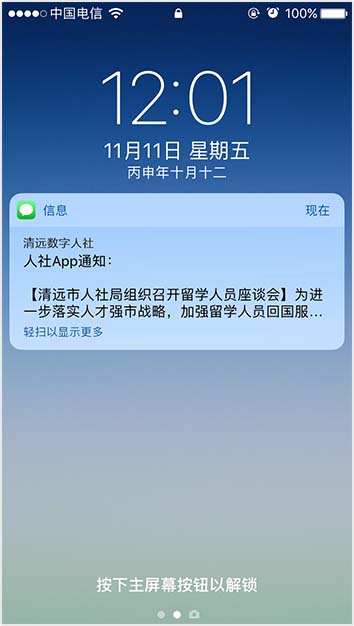 中国电信 100%
12:01
11月11日 星期五
丙申年十月十二
信息 现在
清远数字人社
人社App通知：
【清远市人社局组织召开留学人员座谈会】为进
一步落实人才强市战略，加强留学人员回国服...
轻扫以显示更多
按下主屏幕按钮以解锁